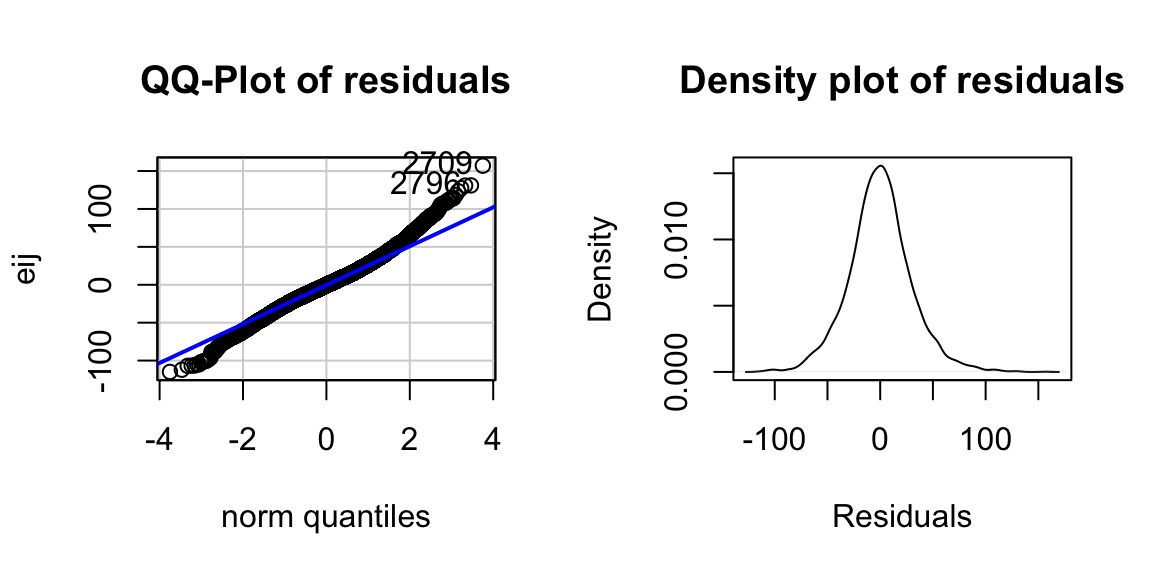 QQ-Plot of residuals
2709
2796
eij
-100 0 100
-4 -2 0 2 4
norm quantiles
Density plot of residuals
Density
0.000 0.010
-100 0 100
Residuals